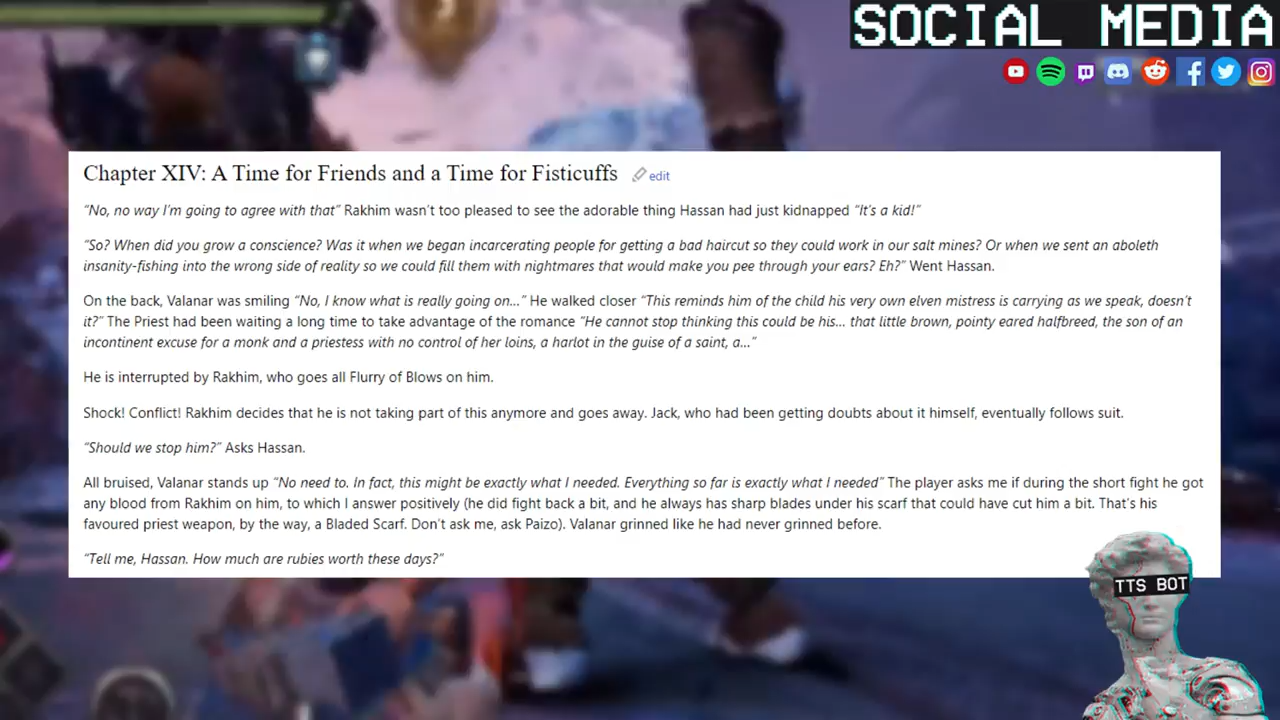 SOCIAL MEDIA
Chapter XIV: A Time for Friends and a Time for Fisticuffs edit
“No, no way I’m going to agree with that” Rakhim wasn’t too pleased to see the adorable thing Hassan had just kidnapped “It’s a kid!”
“So? When did you grow a conscience? Was it when we began incarcerating people for getting a bad haircut so they could work in our salt mines? Or when we sent an aboleth
insanity-fishing into the wrong side of reality so we could fill them with nightmares that would make you pee through your ears? Eh?” Went Hassan.
On the back, Valanar was smiling “No, I know what is really going on...” He walked closer “This reminds him of the child his very own elven mistress is carrying as we speak, doesn’t
it?” The Priest had been waiting a long time to take advantage of the romance “He cannot stop thinking this could be his... that little brown, pointy eared halfbreed, the son of an
incontinent excuse for a monk and a priestess with no control of her loins, a harlot in the guise of a saint, a...”
He is interrupted by Rakhim, who goes all Flurry of Blows on him.
Shock! Conflict! Rakhim decides that he is not taking part of this anymore and goes away. Jack, who had been getting doubts about it himself, eventually follows suit.
“Should we stop him?” Asks Hassan.
All bruised, Valanar stands up “No need to. In fact, this might be exactly what I needed. Everything so far is exactly what I needed” The player asks me if during the short fight he got
any blood from Rakhim on him, to which I answer positively (he did fight back a bit, and he always has sharp blades under his scarf that could have cut him a bit. That’s his
favoured priest weapon, by the way, a Bladed Scarf. Don’t ask me, ask Paizo). Valanar grinned like he had never grinned before.
“Tell me, Hassan. How much are rubies worth these days?”
TTS BOT